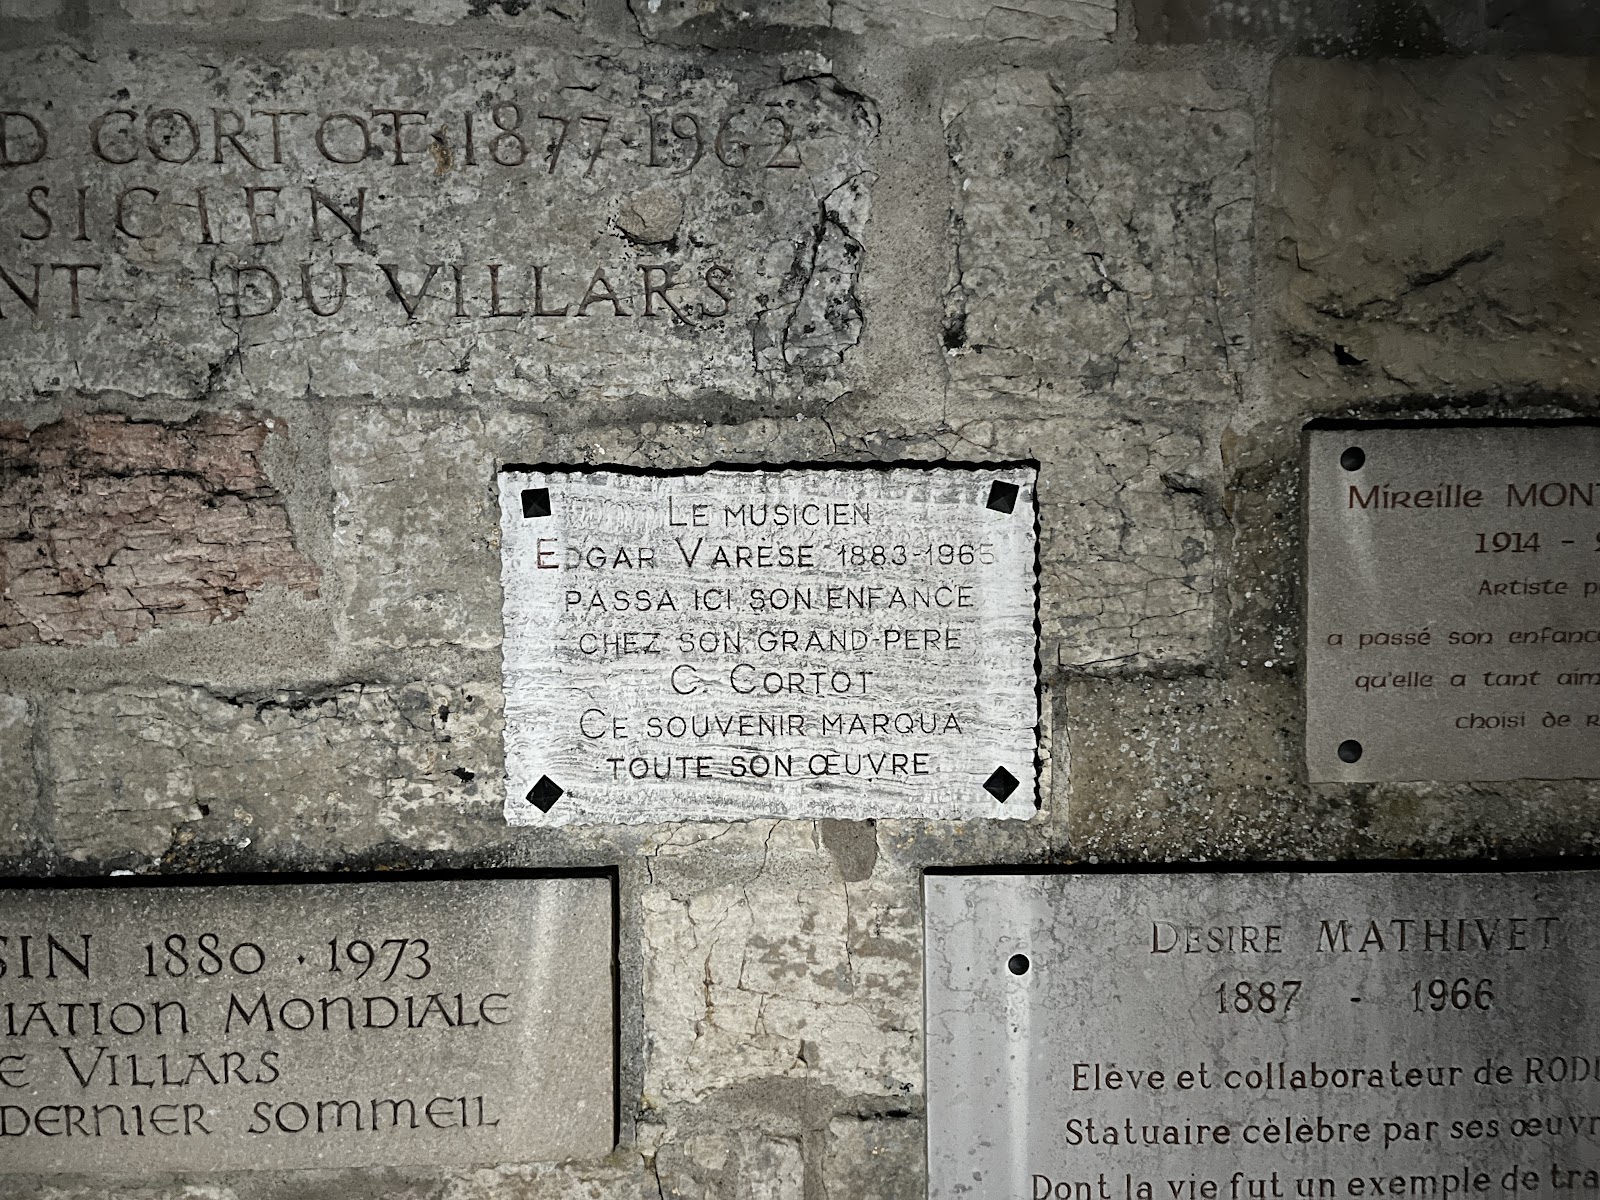 D CORTOT·1877·1962
SICIEN
NT DU VILLARS
LE MUSICIEN
EDGAR VARÈSE 1883-1965
PASSA ICI SON ENFANCE
CHEZ SON GRAND-PERE
C. CORTOT
CE SOUVENIR MARQUA
TOUTE SON ŒUVRE
Mireille MONT
1914 -
Artiste p
a passé son enfance
qu'elle a tant aim
choisi de R
SIN 1880 · 1973
IATION MONDIALE
E VILLARS
DERNIER SOMMEIL
DESIRE MATHIVET
1887 - 1966
Elève et collaborateur de RODI
Statuaire célèbre par ses œuvr
Dont la vie fut un exemple de tra